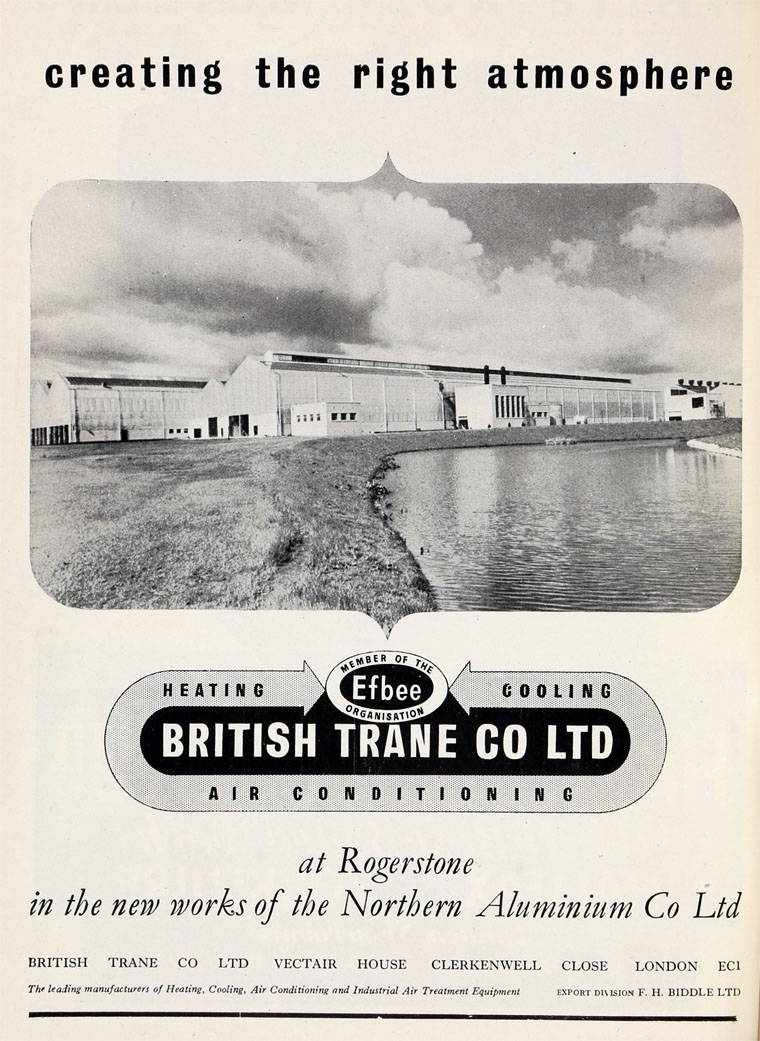 creating the right atmosphere
MEMBER OF THE
Efbee
ORGANISATION
HEATING
COOLING
BRITISH TRANE CO LTD
AIR CONDITIONING
at Rogerstone
in the new works of the Northern Aluminium Co Ltd
BRITISH TRANE CO LTD VECTAIR HOUSE CLERKENWELL CLOSE LONDON EC1
The leading manufacturers of Heating, Cooling, Air Conditioning and Industrial Air Treatment Equipment EXPORT DIVISION F. H. BIDDLE LTD